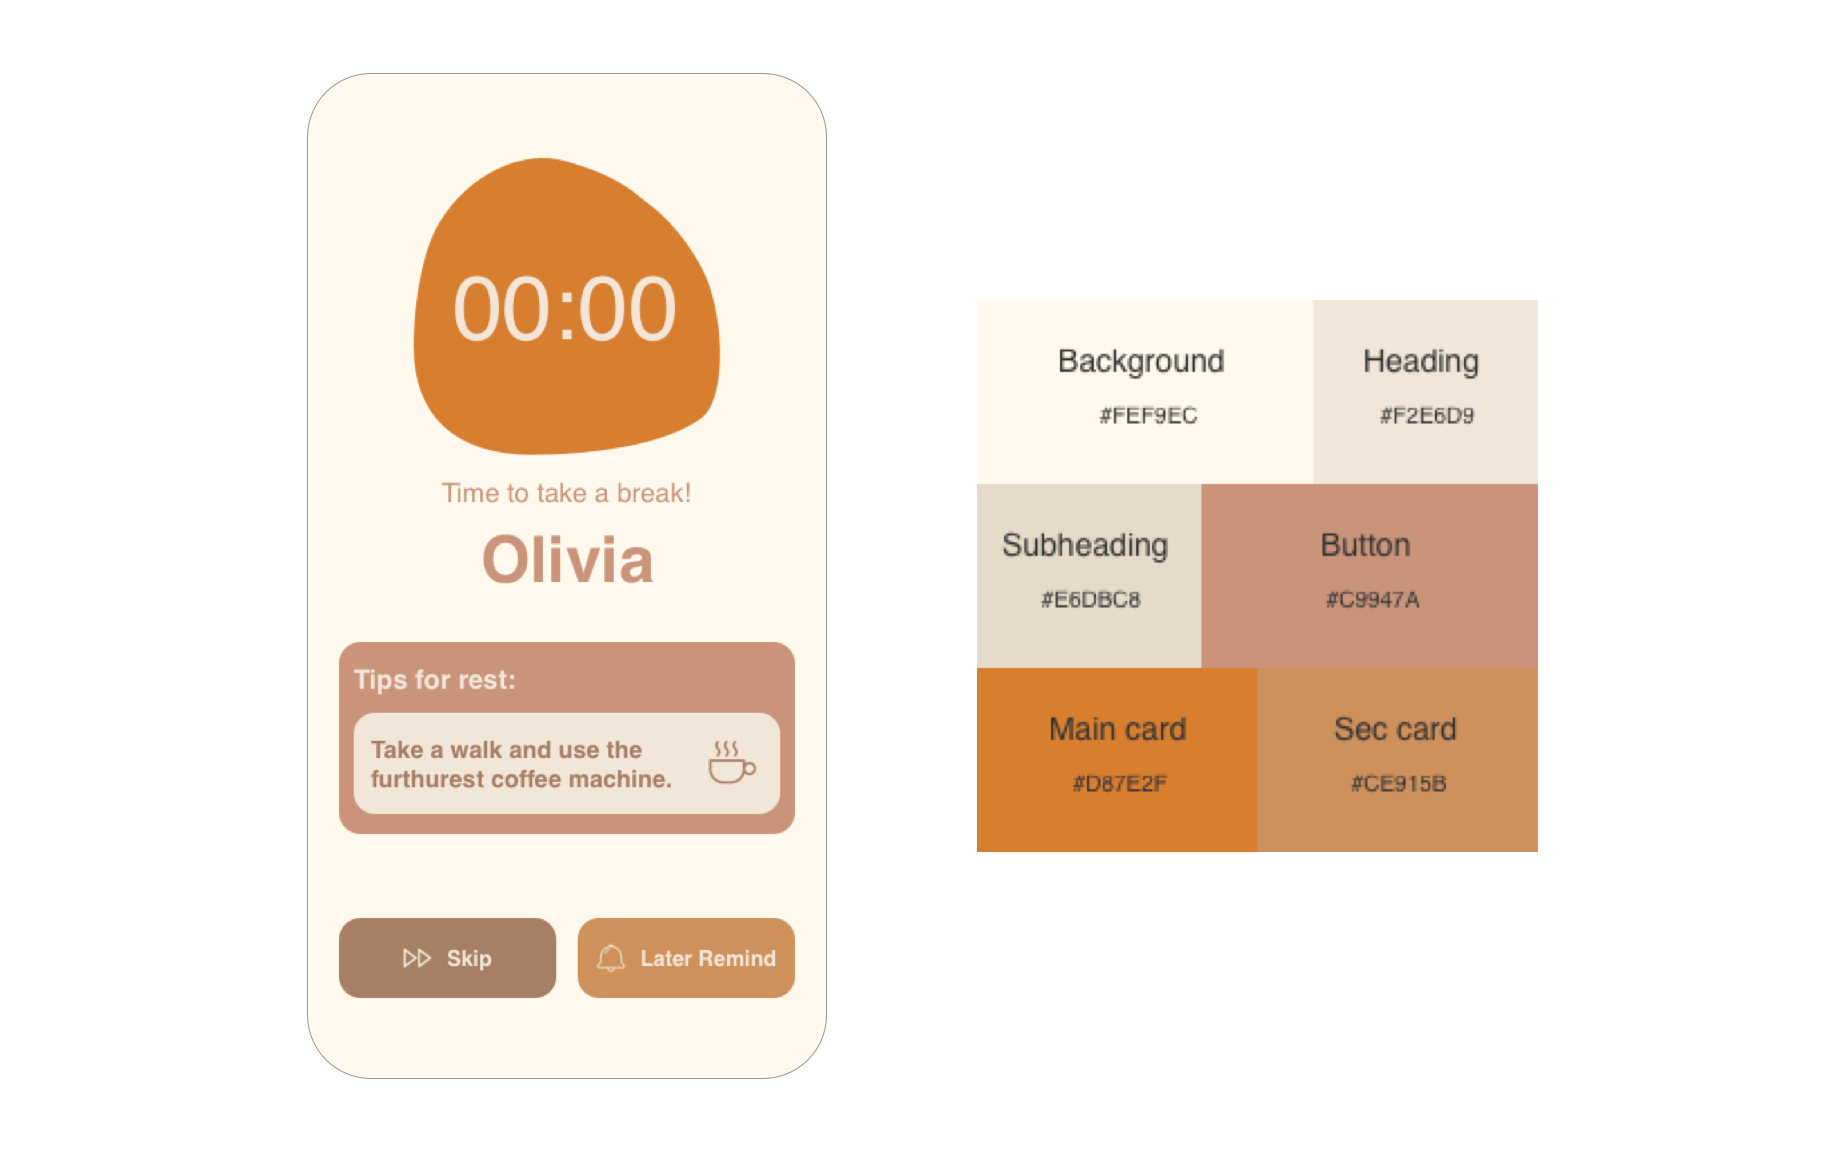 00:00
Time to take a break!
Olivia
Tips for rest:
Take a walk and use the
furthurest coffee machine.
Skip
Later Remind
Background
#FEF9EC
Heading
#F2E6D9
Subheading
#E6DBC8
Button
#C9947A
Main card
#D87E2F
Sec card
#CE915B